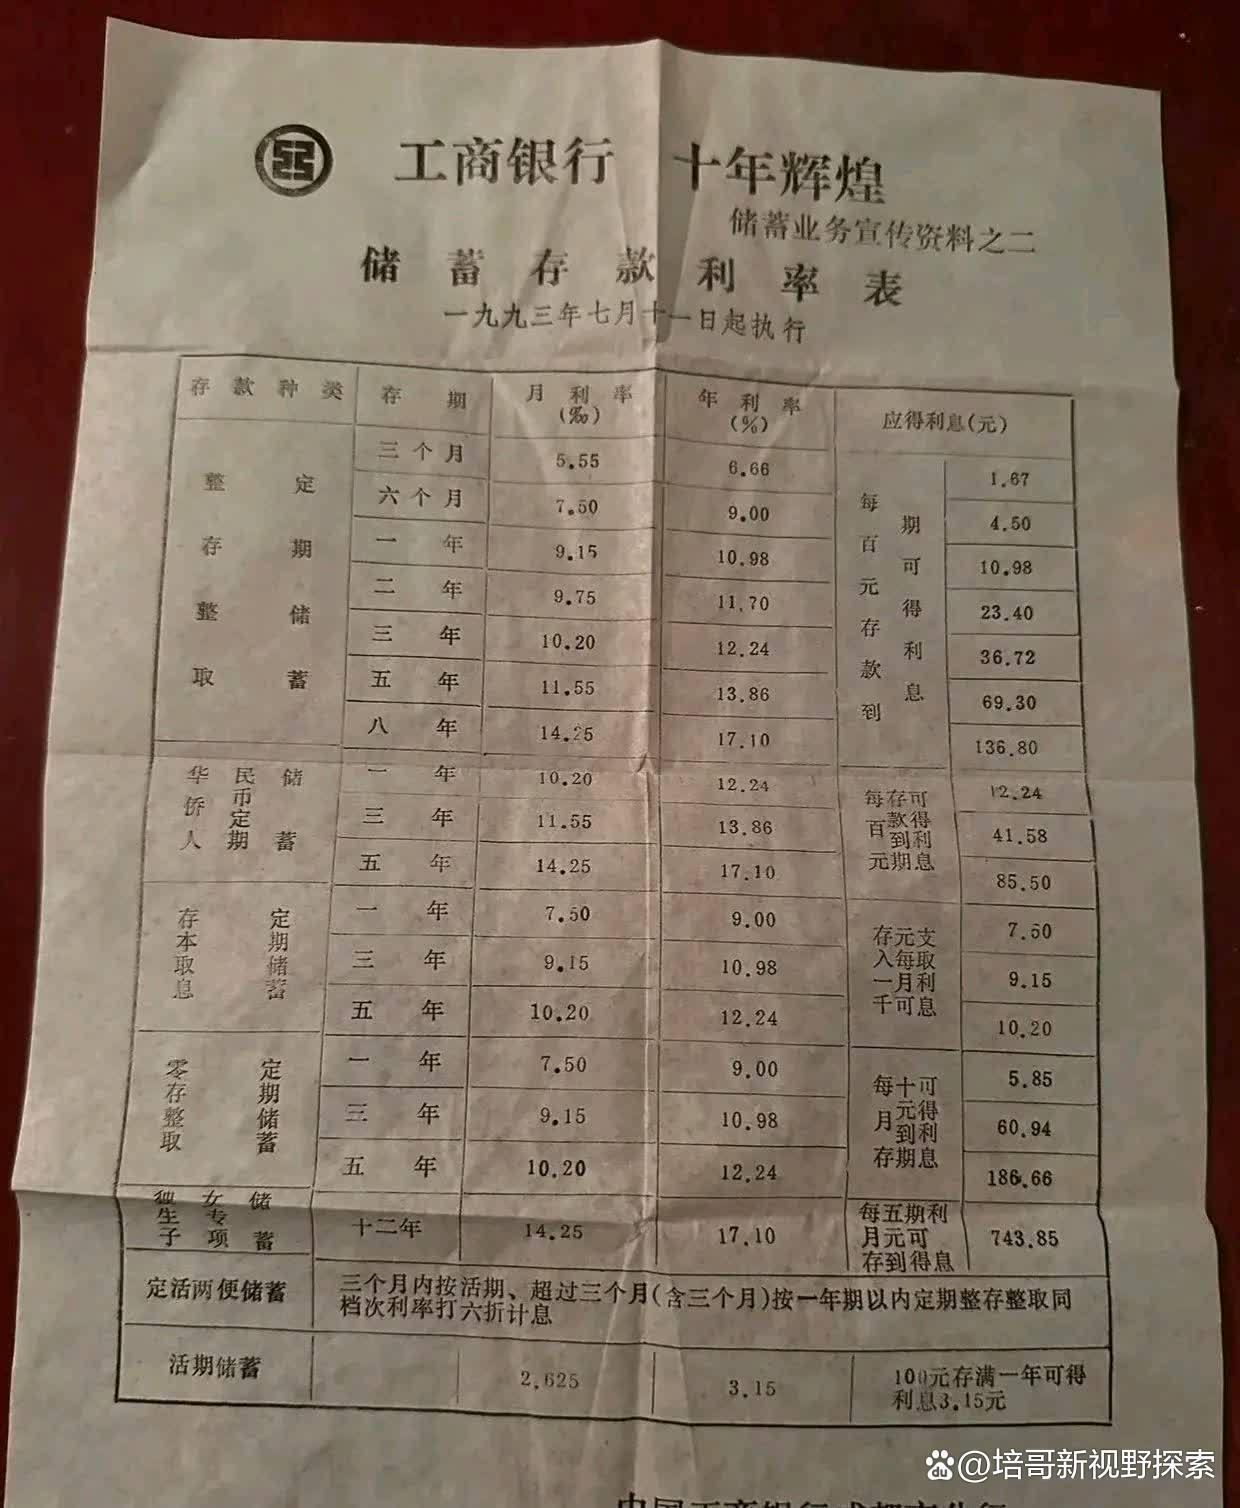 工商银行 十年辉煌
储蓄业务宣传资料之二
储蓄存款利率表
一九九三年七月十一日起执行
存款种类 存期 月利率(‰) 年利率(%) 应得利息(元)
整存整取定期储蓄 每百元存款到期可得利息
三个月 5.55 6.66 1.67
六个月 7.50 9.00 4.50
一年 9.15 10.98 10.98
二年 9.75 11.70 23.40
三年 10.20 12.24 36.72
五年 11.55 13.86 69.30
八年 14.25 17.10 136.80
华侨人民币定期储蓄 每百元存款到期可得利息
一年 10.20 12.24 12.24
三年 11.55 13.86 41.58
五年 14.25 17.10 85.50
存本取息定期储蓄 存入一千元每月可支取利息
一年 7.50 9.00 7.50
三年 9.15 10.98 9.15
五年 10.20 12.24 10.20
零存整取定期储蓄 每月存十元到期可得利息
一年 7.50 9.00 5.85
三年 9.15 10.98 60.94
五年 10.20 12.24 186.66
独生子女专项储蓄 十二年 14.25 17.10 每月存五元到期可得利息 743.85
定活两便储蓄 三个月内按活期、超过三个月(含三个月)按一年期以内定期整存整取同
档次利率打六折计息
活期储蓄 2.625 3.15 100元存满一年可得
利息3.15元
中国工商银行成都市分行
@培哥新视野探索